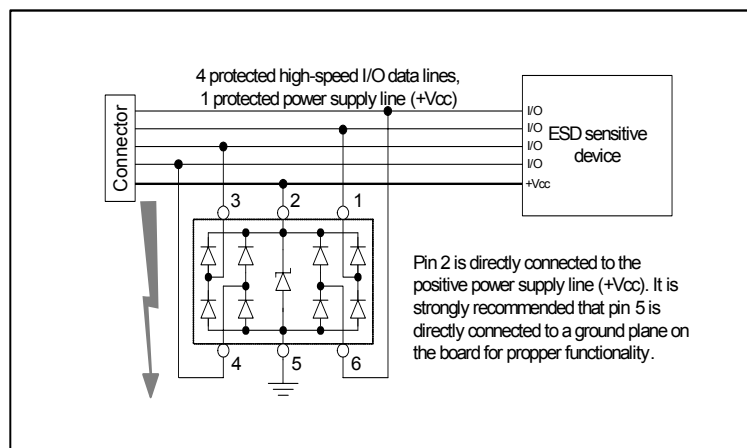 4 protected high-speed I/O data lines,
1 protected power supply line (+Vcc)
Connector
I/O
I/O
I/O
I/O
+Vcc
ESD sensitive
device
3 2 1
4 5 6
Pin 2 is directly connected to the
positive power supply line (+Vcc). It is
strongly recommended that pin 5 is
directly connected to a ground plane on
the board for propper functionality.